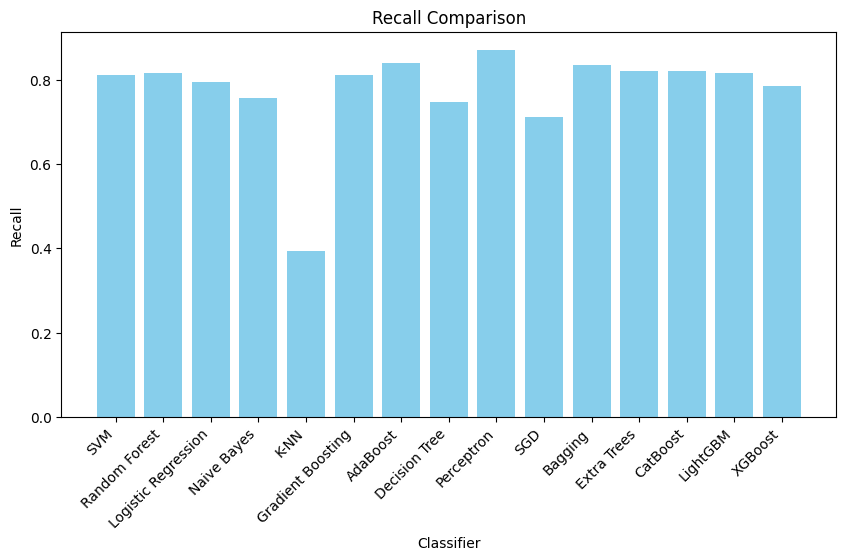 Recall Comparison
Recall
0.8
0.6
0.4
0.2
0.0
SVM
Random Forest
Logistic Regression
Naive Bayes
K-NN
Gradient Boosting
AdaBoost
Decision Tree
Perceptron
SGD
Bagging
Extra Trees
CatBoost
LightGBM
XGBoost
Classifier